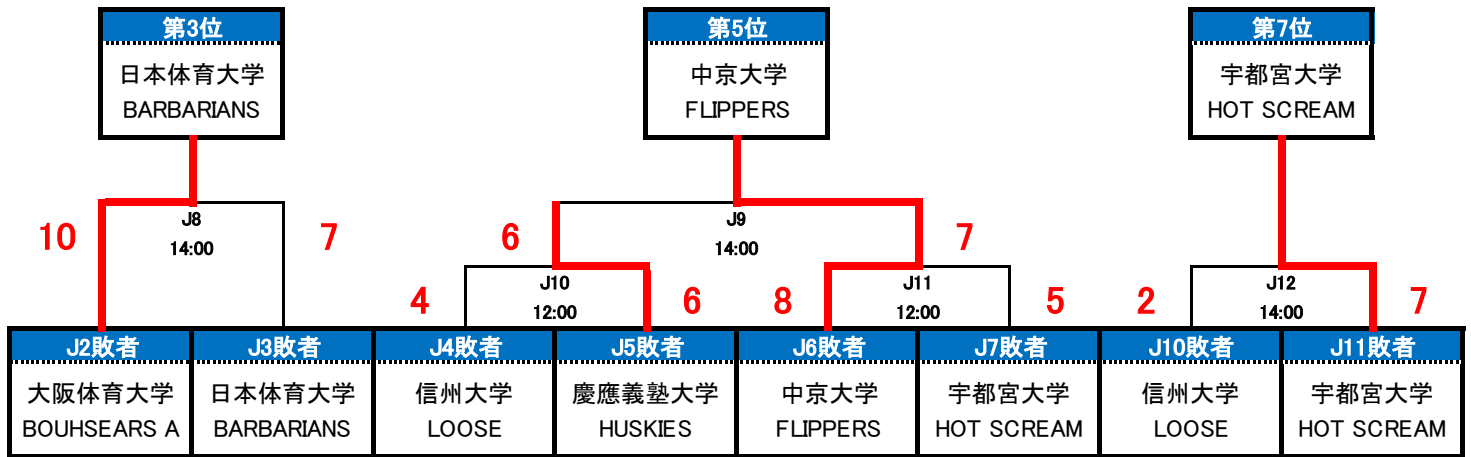 第3位
日本体育大学
BARBARIANS
第5位
中京大学
FLIPPERS
第7位
宇都宮大学
HOT SCREAM
10
J8
14:00
7
6
J9
14:00
7
4
J10
12:00
6
8
J11
12:00
5
2
J12
14:00
7
J2敗者
大阪体育大学
BOUHSEARS A
J3敗者
日本体育大学
BARBARIANS
J4敗者
信州大学
LOOSE
J5敗者
慶應義塾大学
HUSKIES
J6敗者
中京大学
FLIPPERS
J7敗者
宇都宮大学
HOT SCREAM
J10敗者
信州大学
LOOSE
J11敗者
宇都宮大学
HOT SCREAM